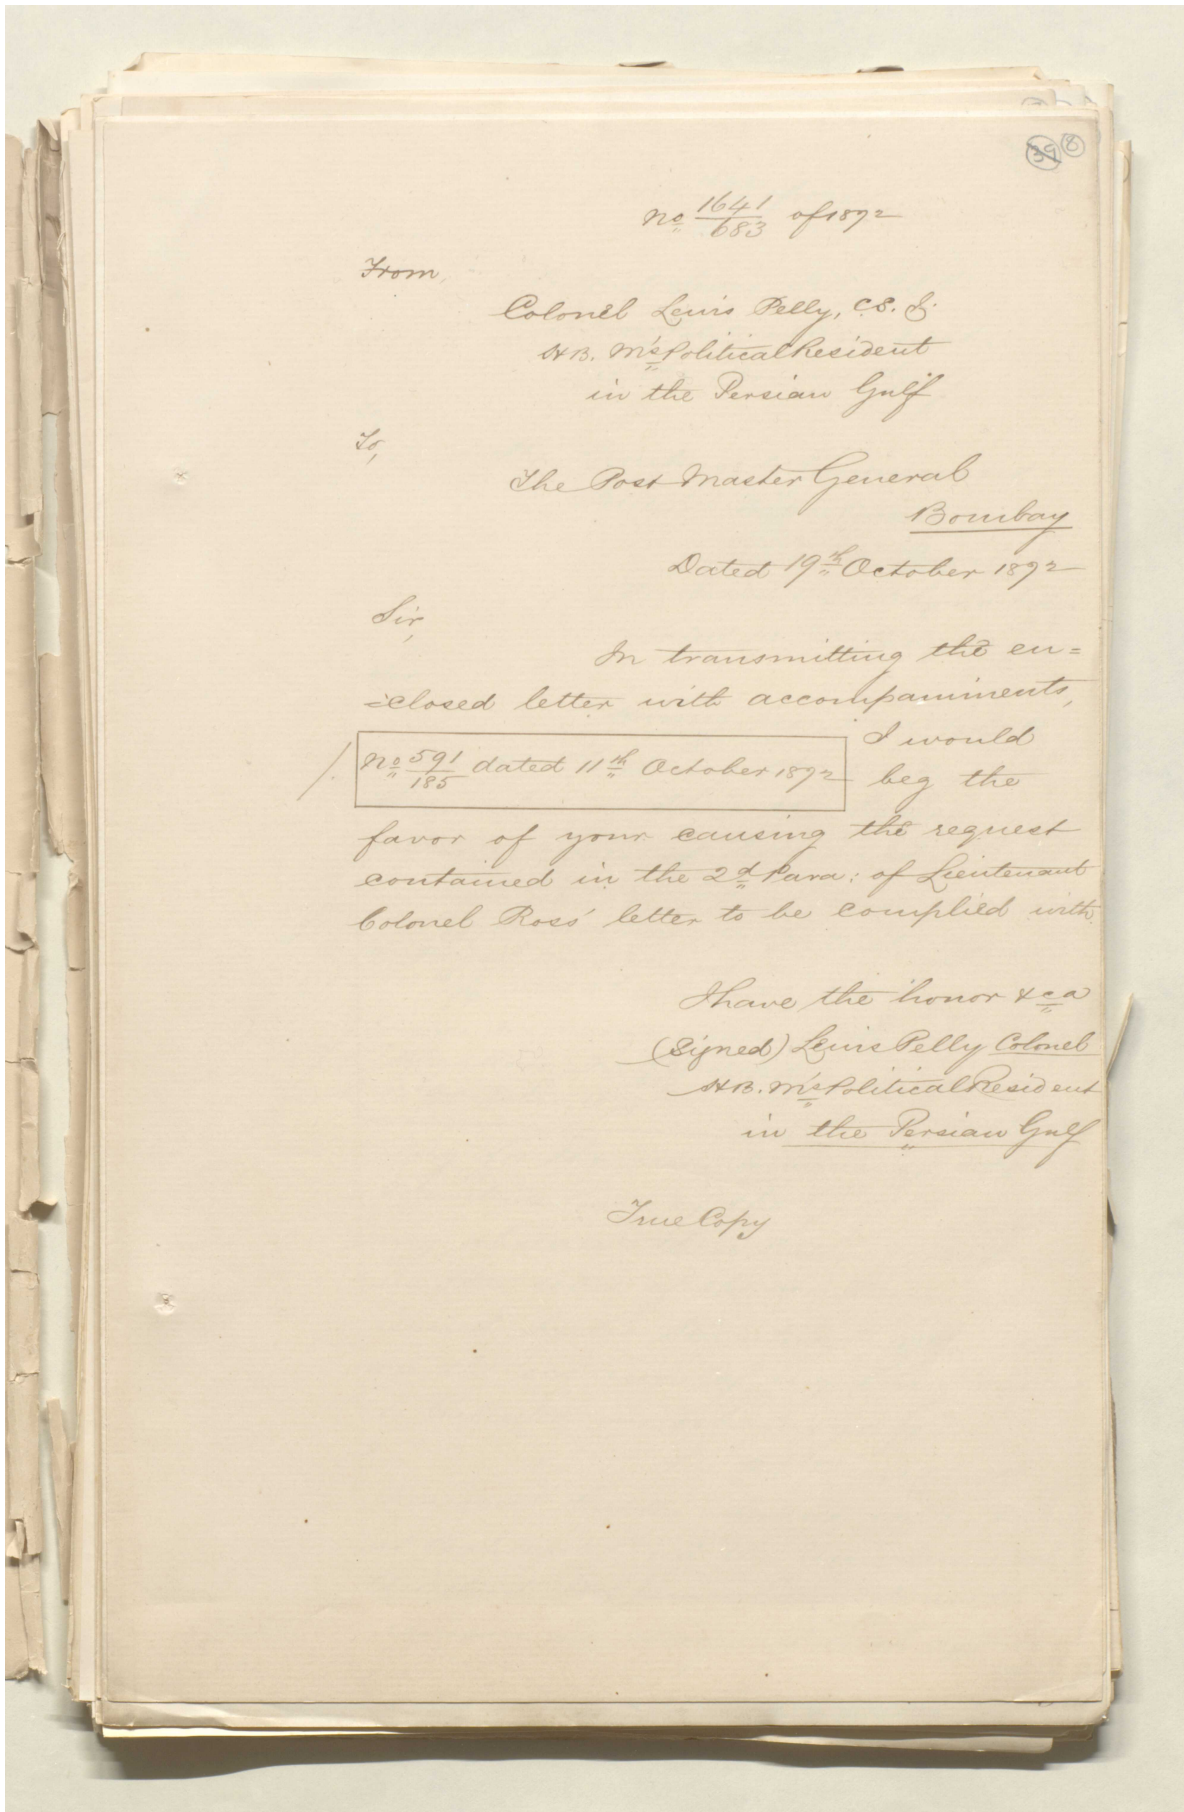 39 8
No 1641/683 of 1872
From,
Colonel Lewis Pelly, C.S.I.
H.B.M's Political Resident
in the Persian Gulf
To,
The Post Master General
Bombay
Dated 19th October 1872
Sir,
In transmitting the en=
=closed letter with accompaniments,
I would
No 591/185 dated 11th October 1872 beg the
favor of your causing the request
contained in the 2d Para: of Lieutenant
Colonel Ross' letter to be complied with
I have the honor &ca
(Signed) Lewis Pelly Colonel
H.B.M's Political Resident
in the Persian Gulf
True Copy